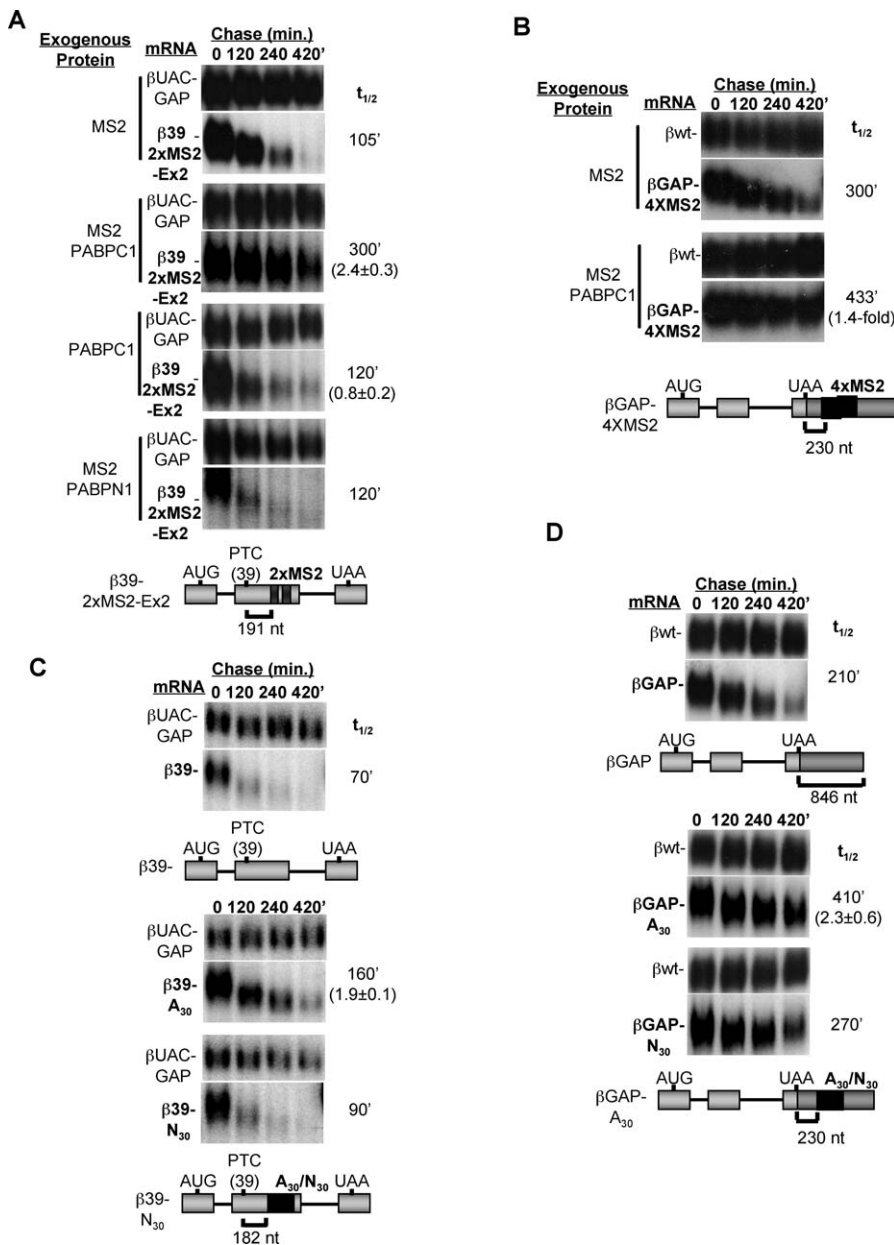 A
Exogenous
Protein
mRNA
Chase (min.)
0 120 240 420'
t1/2
MS2
βUAC-
GAP
β39 -
2xMS2
-Ex2
105'
MS2
PABPC1
βUAC-
GAP
β39 -
2xMS2
-Ex2
300'
(2.4±0.3)
PABPC1
βUAC-
GAP
β39 -
2xMS2
-Ex2
120'
(0.8±0.2)
MS2
PABPN1
βUAC-
GAP
β39 -
2xMS2
-Ex2
120'
β39-
2xMS2-Ex2
AUG
PTC
(39)
2xMS2
UAA
191 nt
B
Exogenous
Protein
mRNA
Chase (min.)
0 120 240 420'
t1/2
MS2
βwt-
βGAP-
4XMS2
300'
MS2
PABPC1
βwt-
βGAP-
4XMS2
433'
(1.4-fold)
βGAP-
4XMS2
AUG
UAA
4xMS2
230 nt
C
mRNA
Chase (min.)
0 120 240 420'
t1/2
βUAC-
GAP
β39-
70'
β39-
AUG
PTC
(39)
UAA
0 120 240 420'
βUAC-
GAP
β39-
A30
160'
(1.9±0.1)
βUAC-
GAP
β39-
N30
90'
β39-
N30
AUG
PTC
(39)
A30/N30
UAA
182 nt
D
mRNA
Chase (min.)
0 120 240 420'
t1/2
βwt-
βGAP-
210'
βGAP
AUG
UAA
846 nt
0 120 240 420'
t1/2
βwt-
βGAP-
A30
410'
(2.3±0.6)
βwt-
βGAP-
N30
270'
βGAP-
A30
AUG
UAA
A30/N30
230 nt